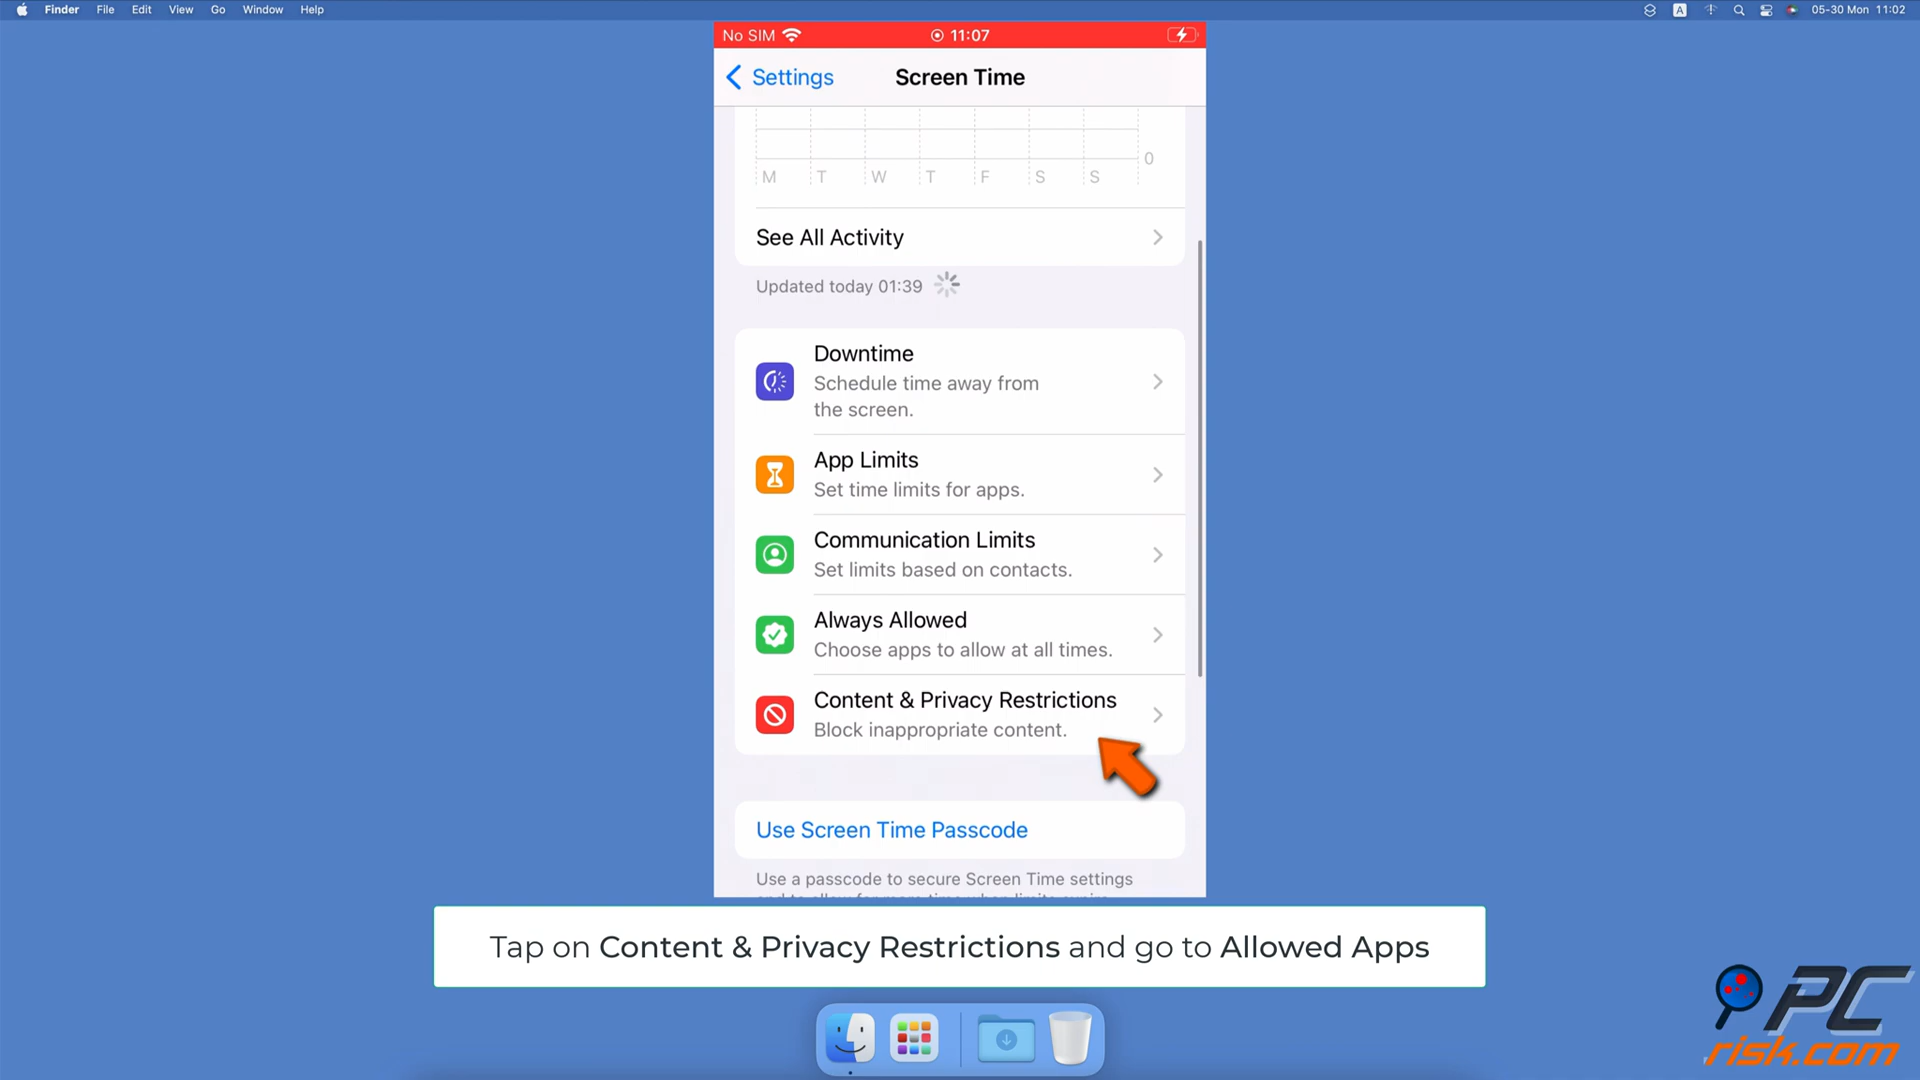 Finder File Edit View Go Window Help
A 05-30 Mon 11:02
No SIM 11:07
Settings Screen Time
0
M T W T F S S
See All Activity
Updated today 01:39
Downtime
Schedule time away from
the screen.
App Limits
Set time limits for apps.
Communication Limits
Set limits based on contacts.
Always Allowed
Choose apps to allow at all times.
Content & Privacy Restrictions
Block inappropriate content.
Use Screen Time Passcode
Use a passcode to secure Screen Time settings
Tap on Content & Privacy Restrictions and go to Allowed Apps
PC
risk.com